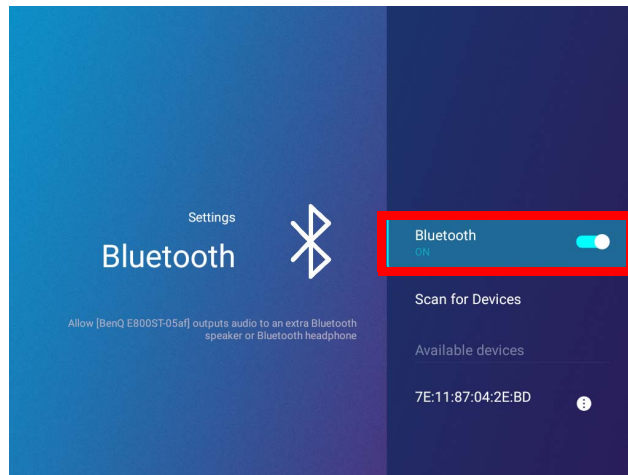 Settings
Bluetooth
Allow [BenQ E800ST-05af] outputs audio to an extra Bluetooth
speaker or Bluetooth headphone
Bluetooth
ON
Scan for Devices
Available devices
7E:11:87:04:2E:BD